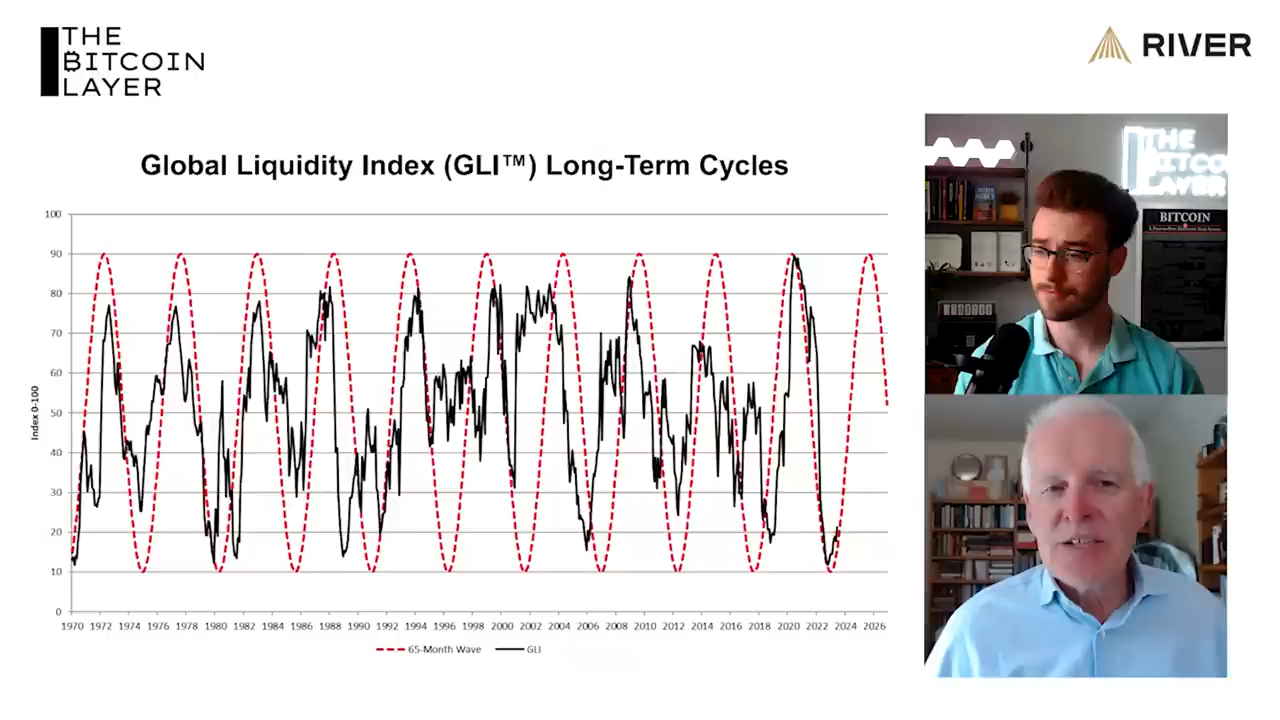 THE
BITCOIN
LAYER
RIVER
Global Liquidity Index (GLI™) Long-Term Cycles
THE
BITCOIN
LAYER
BITCOIN
100
90
80
70
60
50
40
30
20
10
0
Index 0-100
1970 1972 1974 1976 1978 1980 1982 1984 1986 1988 1990 1992 1994 1996 1998 2000 2002 2004 2006 2008 2010 2012 2014 2016 2018 2020 2022 2024 2026
65-Month Wave GLI